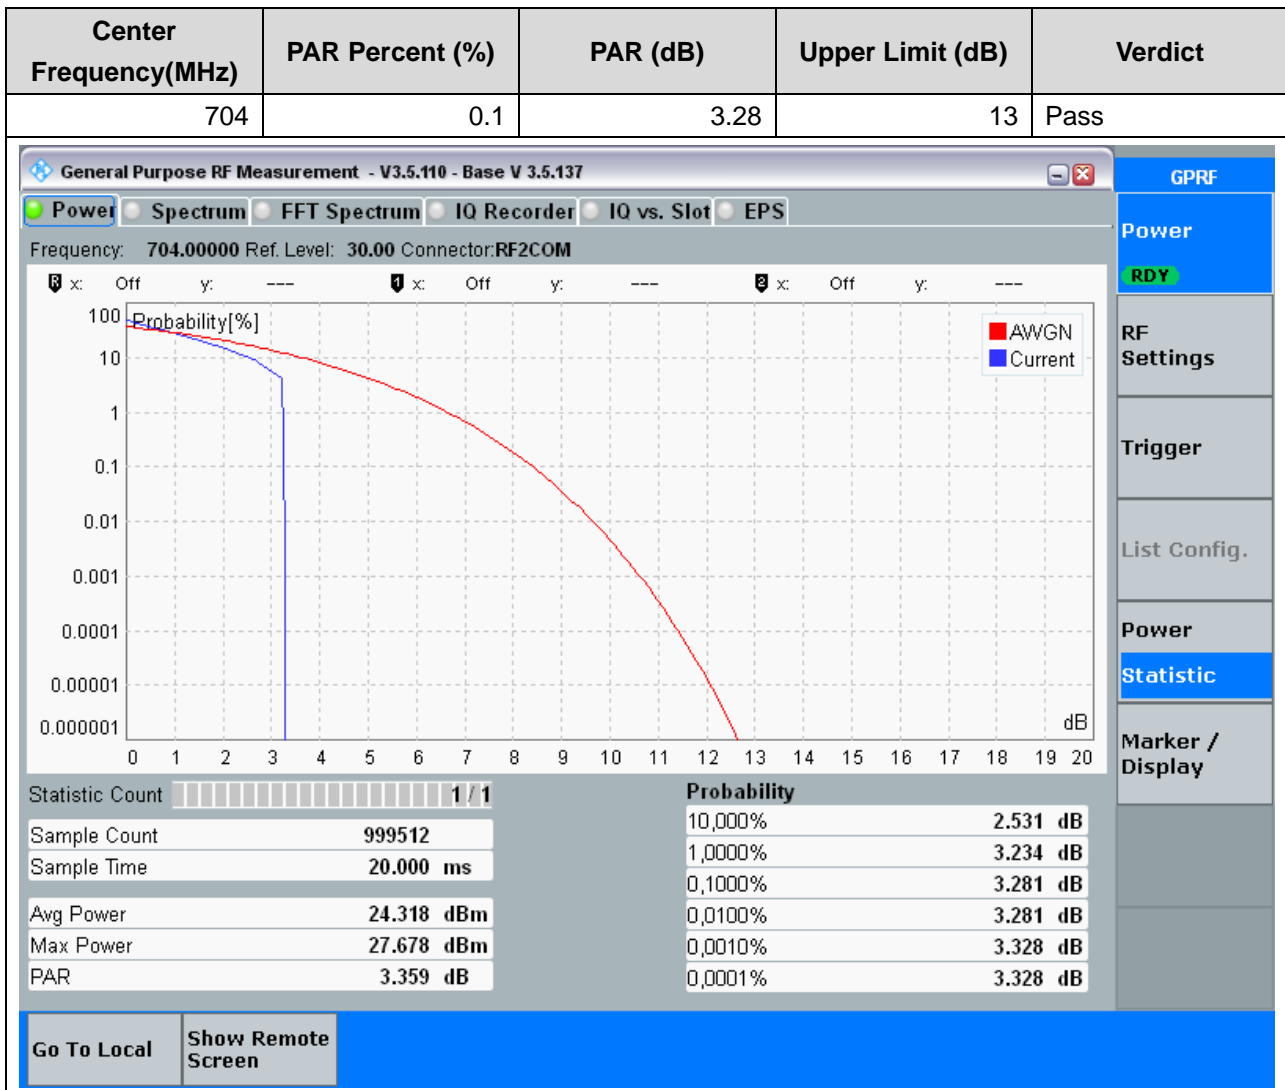 Center Frequency(MHz) PAR Percent (%) PAR (dB) Upper Limit (dB) Verdict
704 0.1 3.28 13 Pass
General Purpose RF Measurement - V3.5.110 - Base V 3.5.137
GPRF
Power Spectrum FFT Spectrum IQ Recorder IQ vs. Slot EPS
Frequency: 704.00000 Ref. Level: 30.00 Connector:RF2COM
R x: Off y: --- 1 x: Off y: --- 2 x: Off y: ---
Probability[%]
AWGN
Current
100
10
1
0.1
0.01
0.001
0.0001
0.00001
0.000001
dB
0 1 2 3 4 5 6 7 8 9 10 11 12 13 14 15 16 17 18 19 20
Statistic Count 1 / 1
Sample Count 999512
Sample Time 20.000 ms
Avg Power 24.318 dBm
Max Power 27.678 dBm
PAR 3.359 dB
Probability
10,000% 2.531 dB
1,0000% 3.234 dB
0,1000% 3.281 dB
0,0100% 3.281 dB
0,0010% 3.328 dB
0,0001% 3.328 dB
Power
RDY
RF
Settings
Trigger
List Config.
Power
Statistic
Marker /
Display
Go To Local
Show Remote
Screen